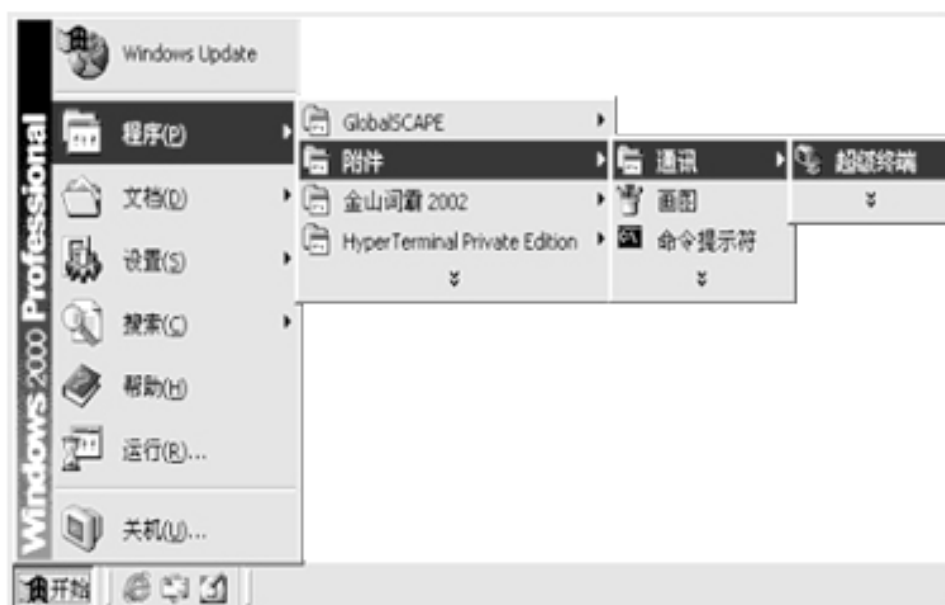 Windows 2000 Professional
Windows Update
程序(P)
文档(D)
设置(S)
搜索(C)
帮助(H)
运行(R)...
关机(U)...
GlobalSCAPE
附件
金山词霸 2002
HyperTerminal Private Edition
通讯
画图
命令提示符
超级终端
开始